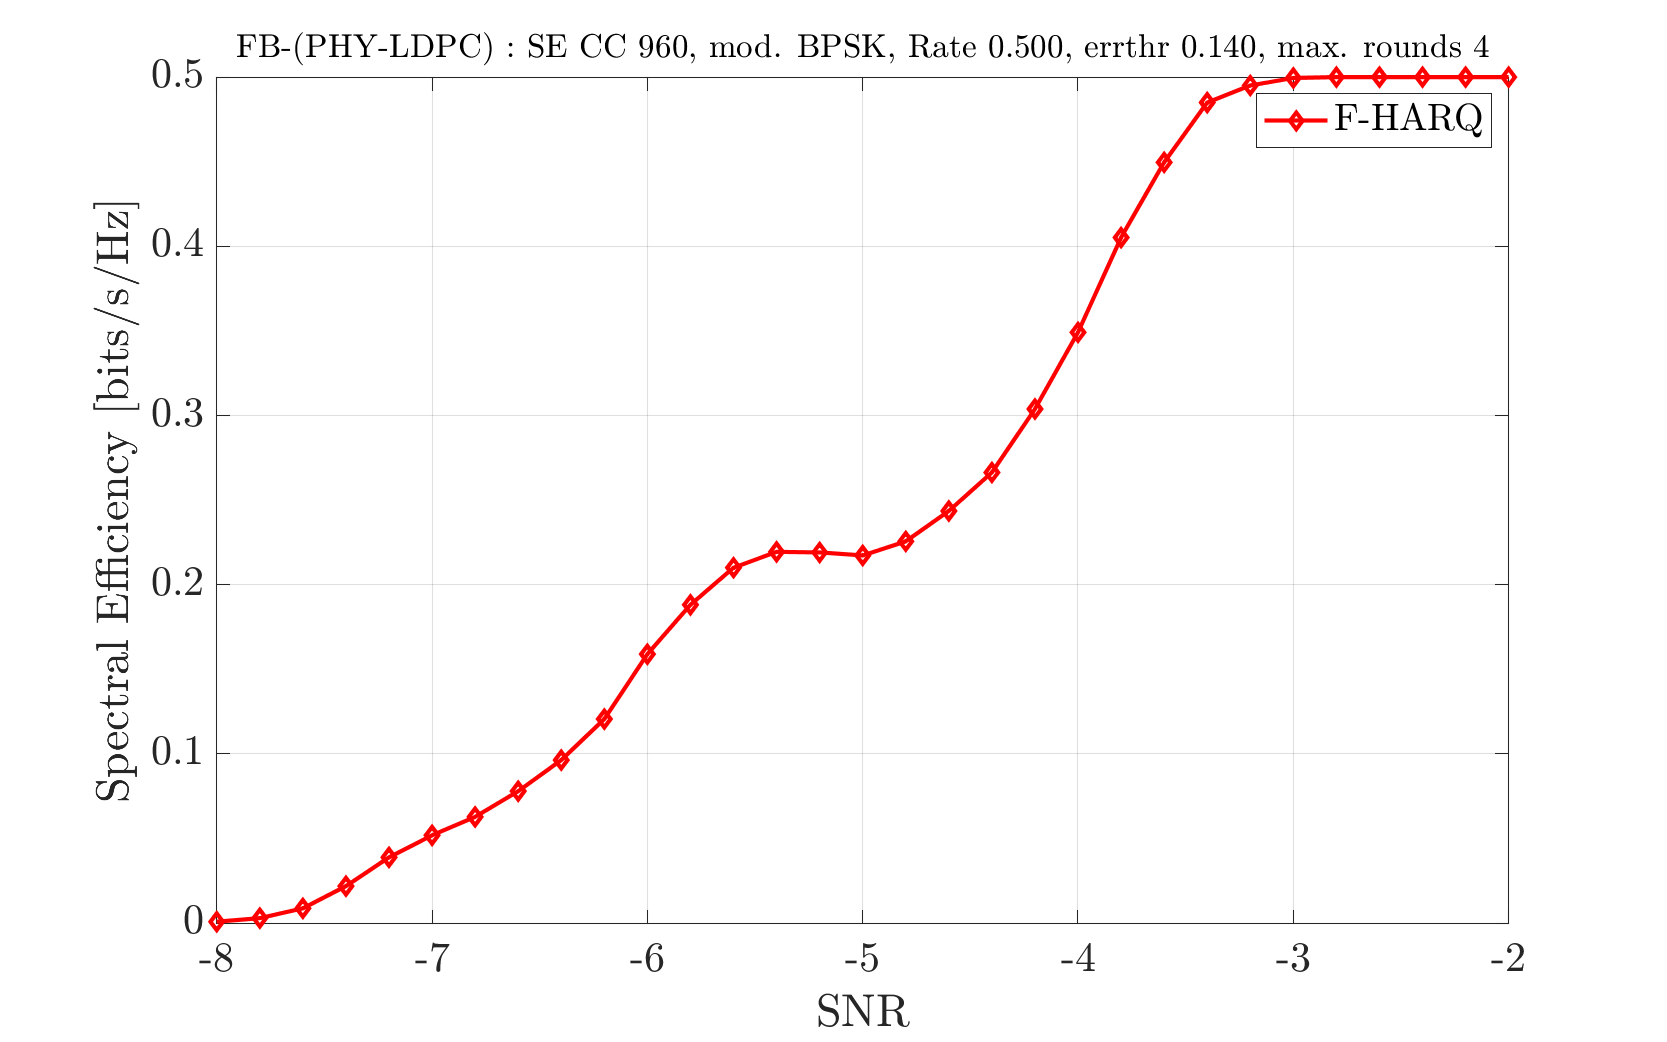 FB-(PHY-LDPC) : SE CC 960, mod. BPSK, Rate 0.500, errthr 0.140, max. rounds 4
0.5
0.4
0.3
0.2
0.1
0
Spectral Efficiency [bits/s/Hz]
F-HARQ
-8 -7 -6 -5 -4 -3 -2
SNR